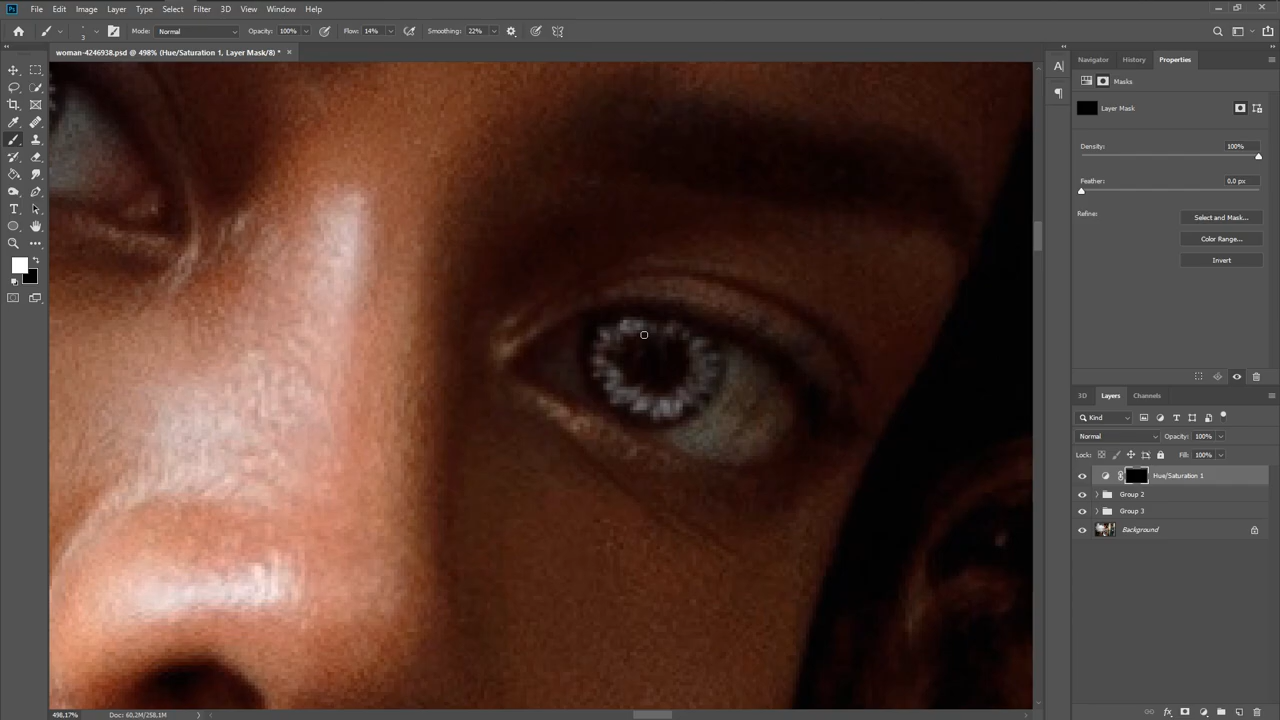 Ps File Edit Image Layer Type Select Filter 3D View Window Help
3 Mode: Normal Opacity: 100% Flow: 14% Smoothing: 22%
woman-4246938.psd @ 498% (Hue/Saturation 1, Layer Mask/8) *
Navigator History Properties
Masks
Layer Mask
Density: 100%
Feather: 0,0 px
Refine: Select and Mask...
Color Range...
Invert
3D Layers Channels
Kind
Normal Opacity: 100%
Lock: Fill: 100%
Hue/Saturation 1
Group 2
Group 3
Background
498,17% Doc: 60,2M/258,1M